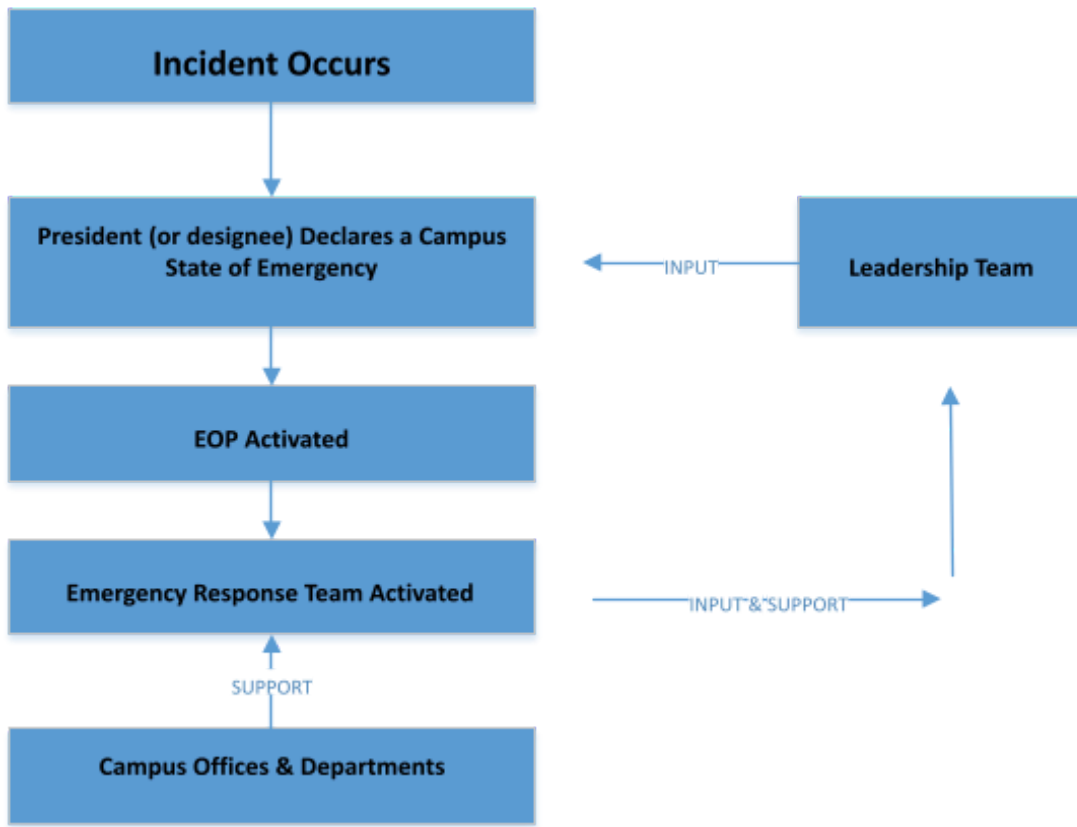 Incident Occurs
President (or designee) Declares a Campus
State of Emergency
INPUT
Leadership Team
EOP Activated
Emergency Response Team Activated
INPUT & SUPPORT
SUPPORT
Campus Offices & Departments